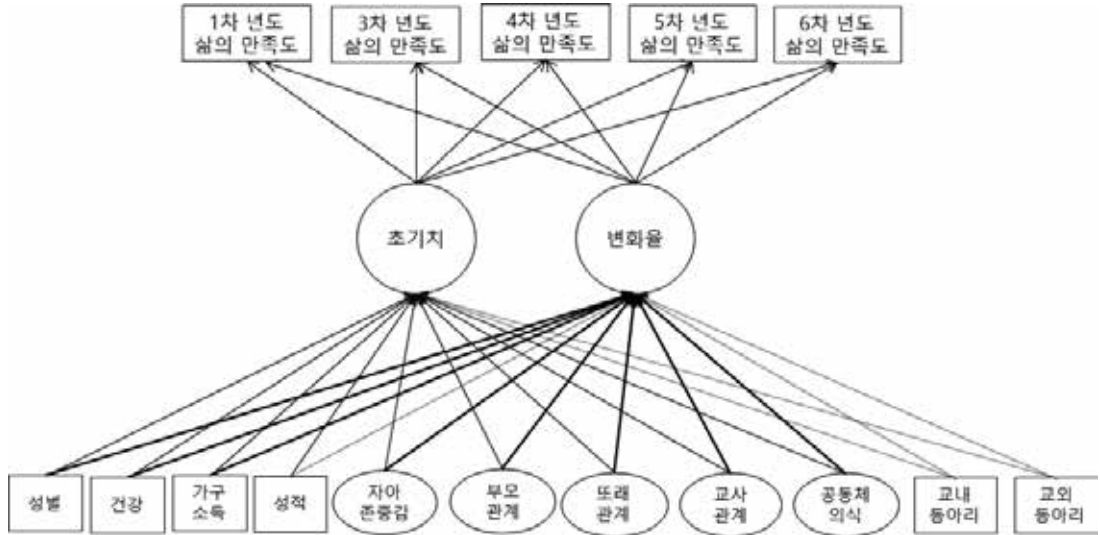 1차 년도
삶의 만족도
3차 년도
삶의 만족도
4차 년도
삶의 만족도
5차 년도
삶의 만족도
6차 년도
삶의 만족도
초기치
변화율
성별
건강
가구
소득
성적
자아
존중감
부모
관계
또래
관계
교사
관계
공동체
의식
교내
동아리
교외
동아리